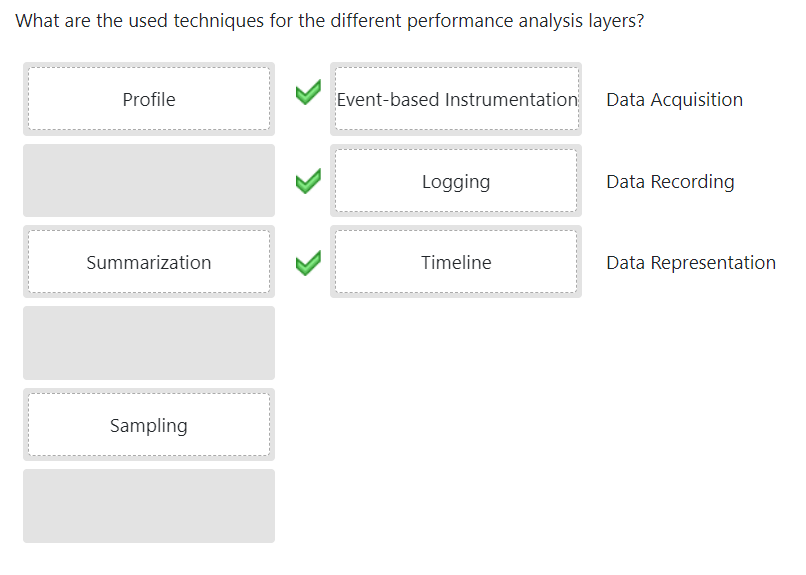 What are the used techniques for the different performance analysis layers?
Profile
Event-based Instrumentation
Data Acquisition
Logging
Data Recording
Summarization
Timeline
Data Representation
Sampling